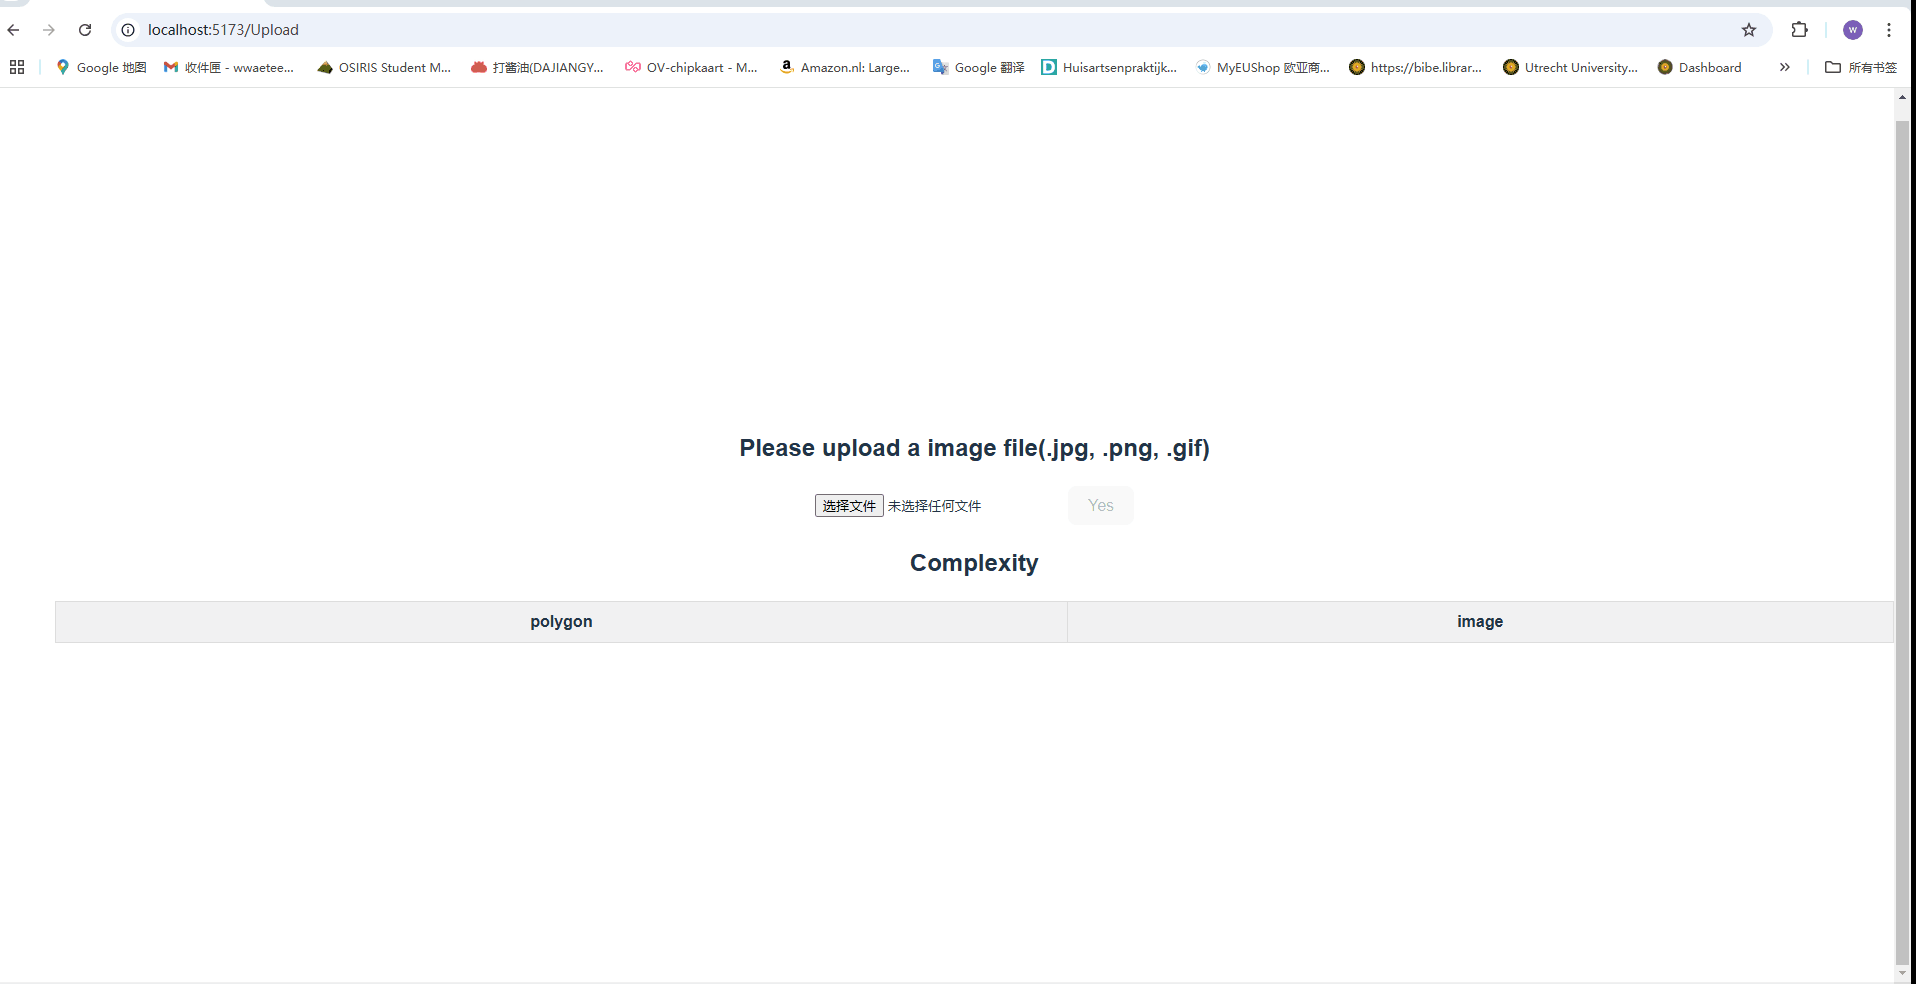 localhost:5173/Upload
W
Google 地图 收件匣 - wwaetee... OSIRIS Student M... 打酱油(DAJIANGY... OV-chipkaart - M... Amazon.nl: Large... Google 翻译 Huisartsenpraktijk... MyEUShop 欧亚商... https://bibe.librar... Utrecht University... Dashboard 所有书签
Please upload a image file(.jpg, .png, .gif)
选择文件 未选择任何文件 Yes
Complexity
polygon image